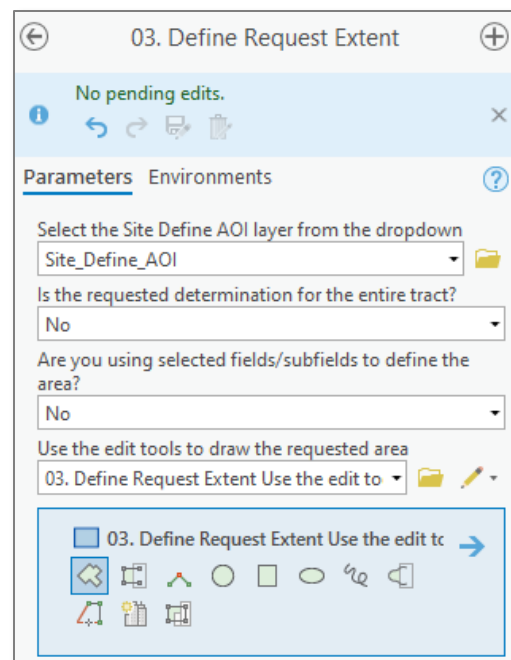 03. Define Request Extent
No pending edits.
Parameters Environments
Select the Site Define AOI layer from the dropdown
Site_Define_AOI
Is the requested determination for the entire tract?
No
Are you using selected fields/subfields to define the
area?
No
Use the edit tools to draw the requested area
03. Define Request Extent Use the edit to
03. Define Request Extent Use the edit tc